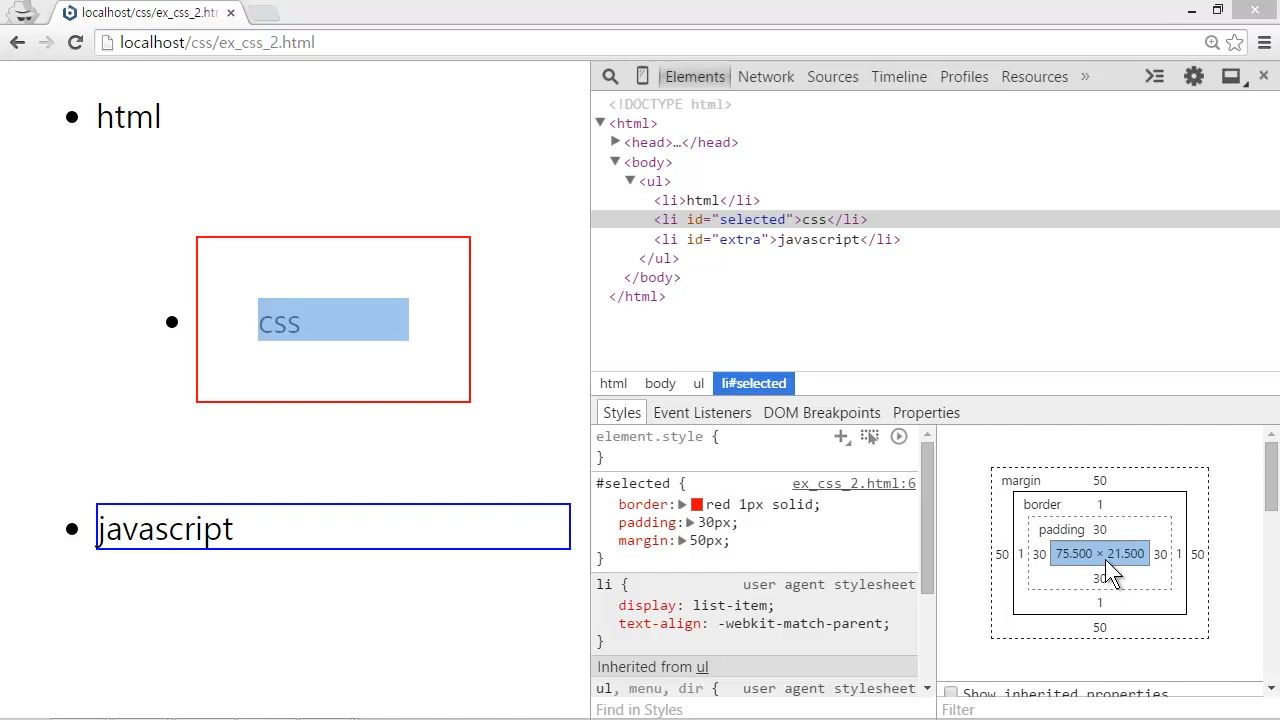 localhost/css/ex_css_2.htm
localhost/css/ex_css_2.html
html
css
javascript
Elements Network Sources Timeline Profiles Resources »
<!DOCTYPE html>
<html>
<head>…</head>
<body>
<ul>
<li>html</li>
<li id="selected">css</li>
<li id="extra">javascript</li>
</ul>
</body>
</html>
html body ul li#selected
Styles Event Listeners DOM Breakpoints Properties
element.style {
}
#selected { ex_css_2.html:6
border: red 1px solid;
padding: 30px;
margin: 50px;
}
li { user agent stylesheet
display: list-item;
text-align: -webkit-match-parent;
}
Inherited from ul
ul, menu, dir { user agent stylesheet
Find in Styles
margin 50
border 1
padding 30
50 1 30 75.500 × 21.500 30 1 50
30
1
50
Show inherited properties
Filter